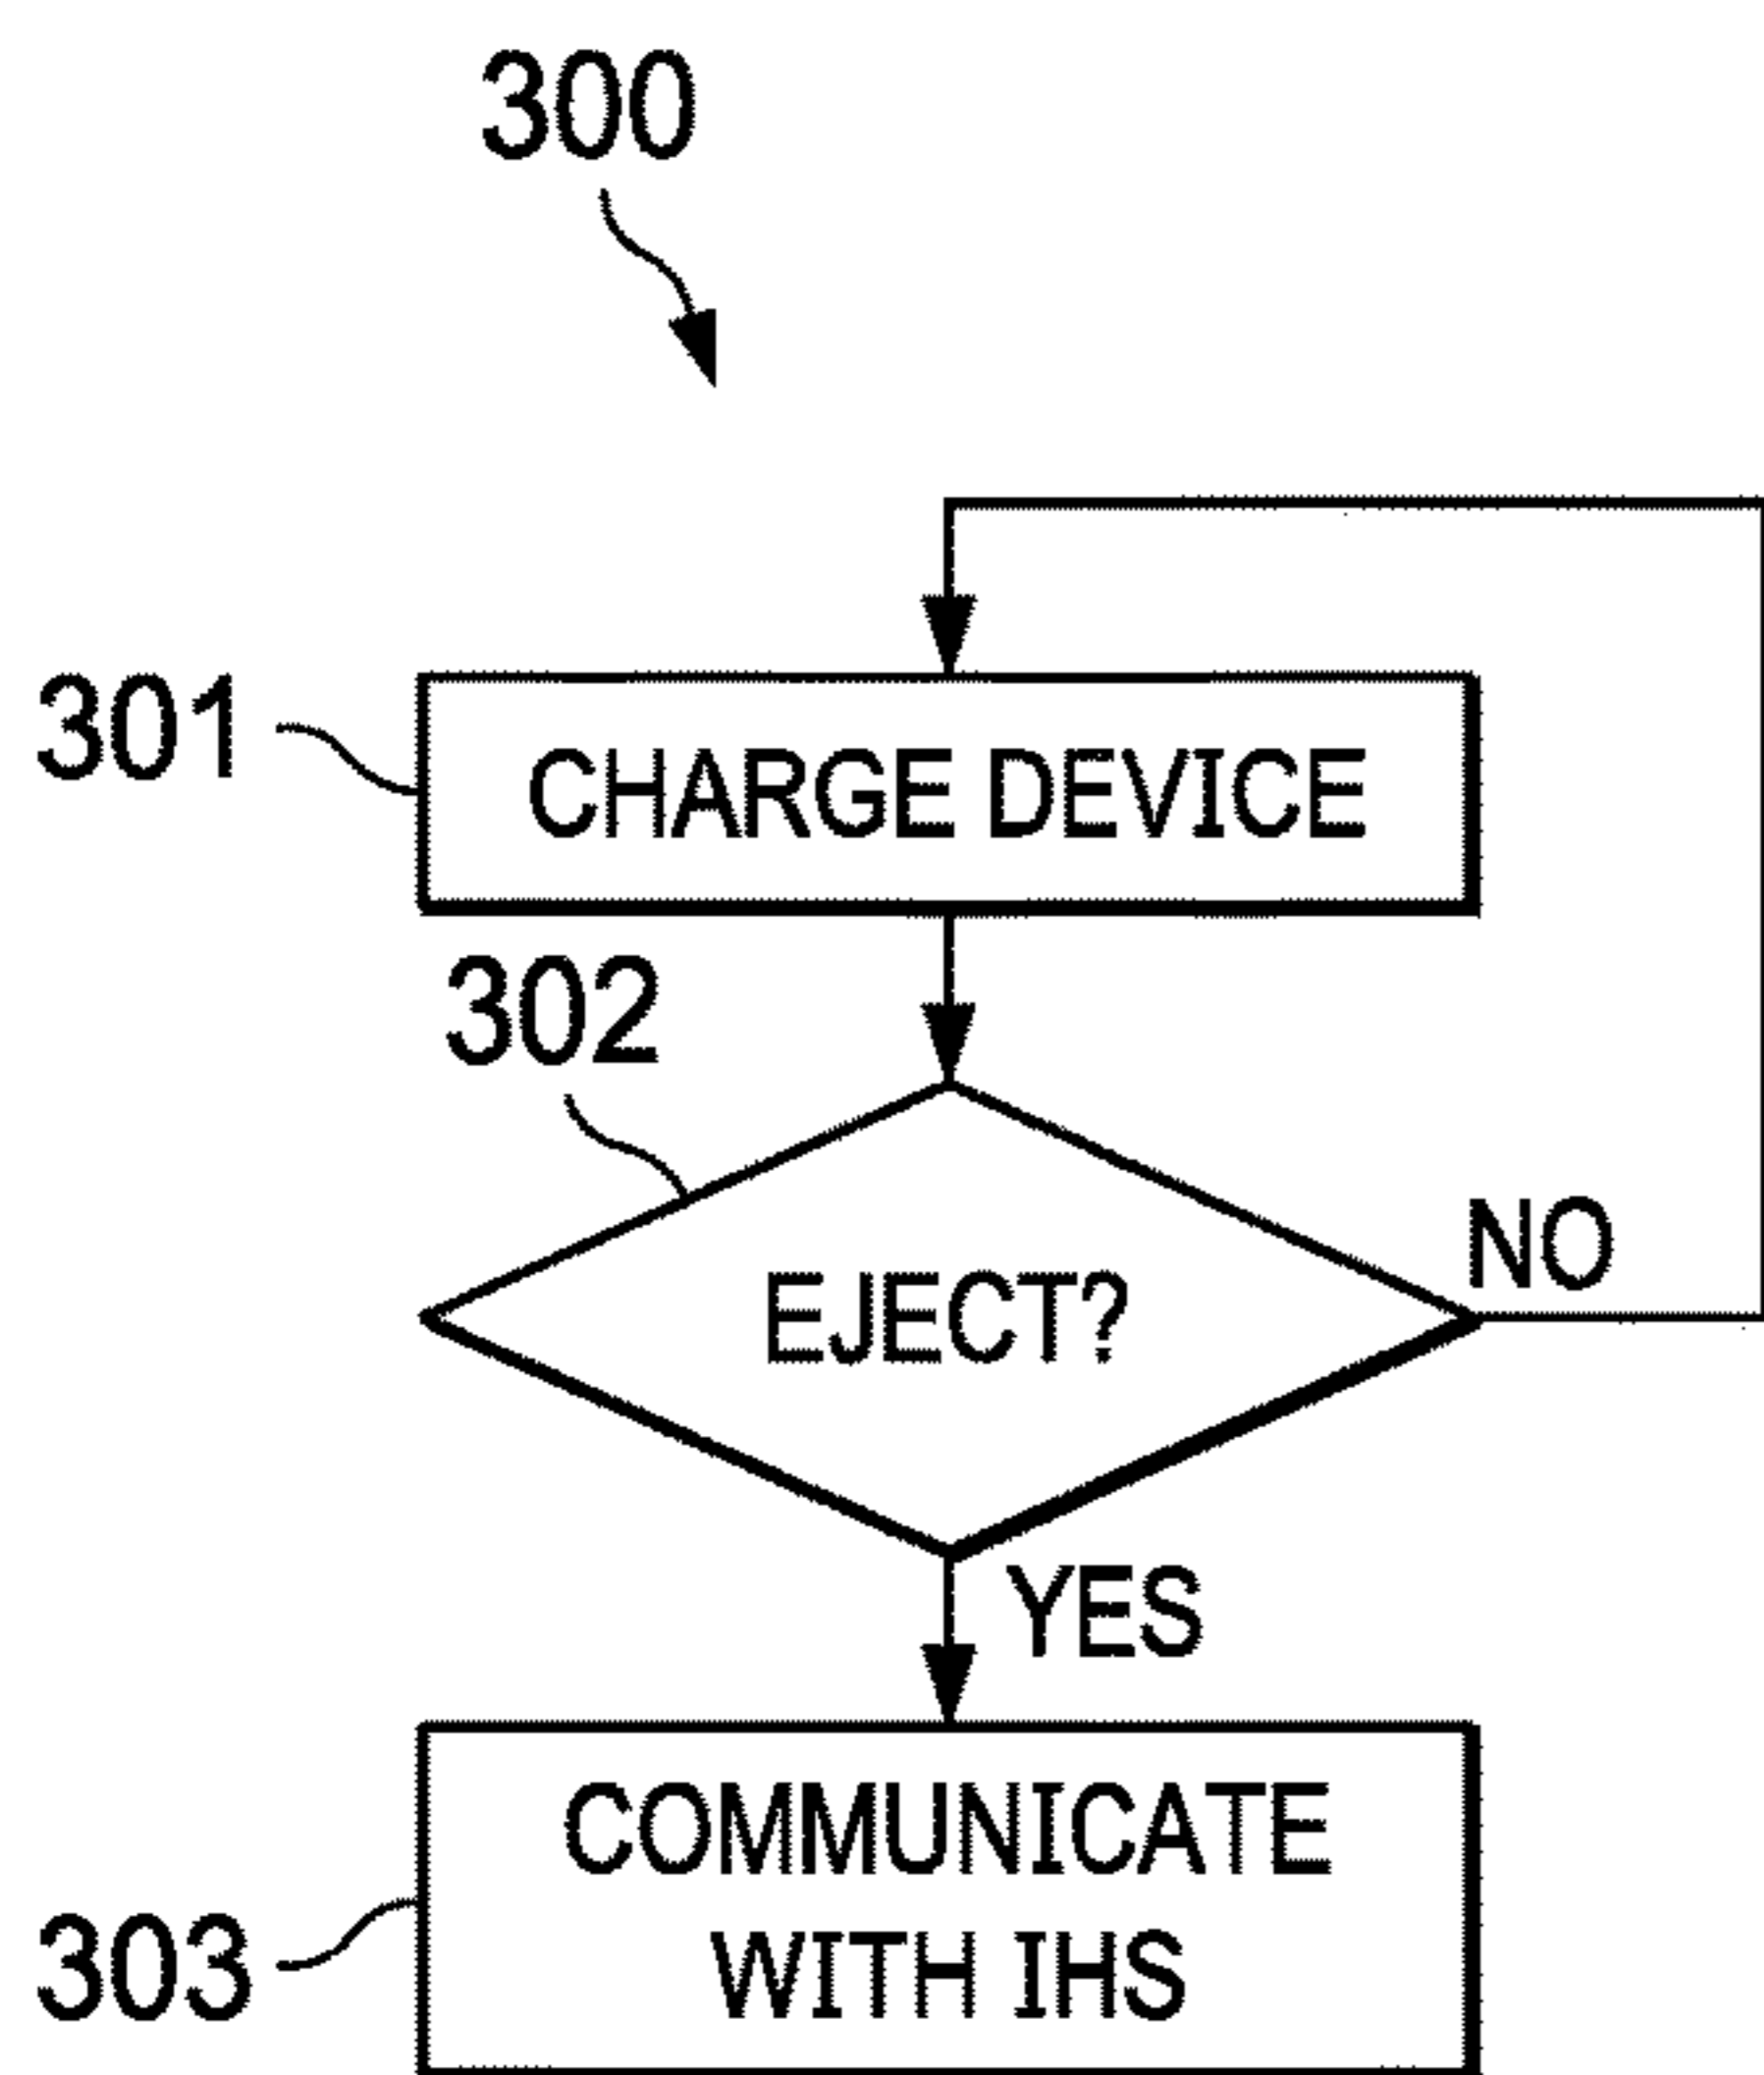 300
301
CHARGE DEVICE
302
EJECT?
NO
YES
COMMUNICATE
WITH IHS
303